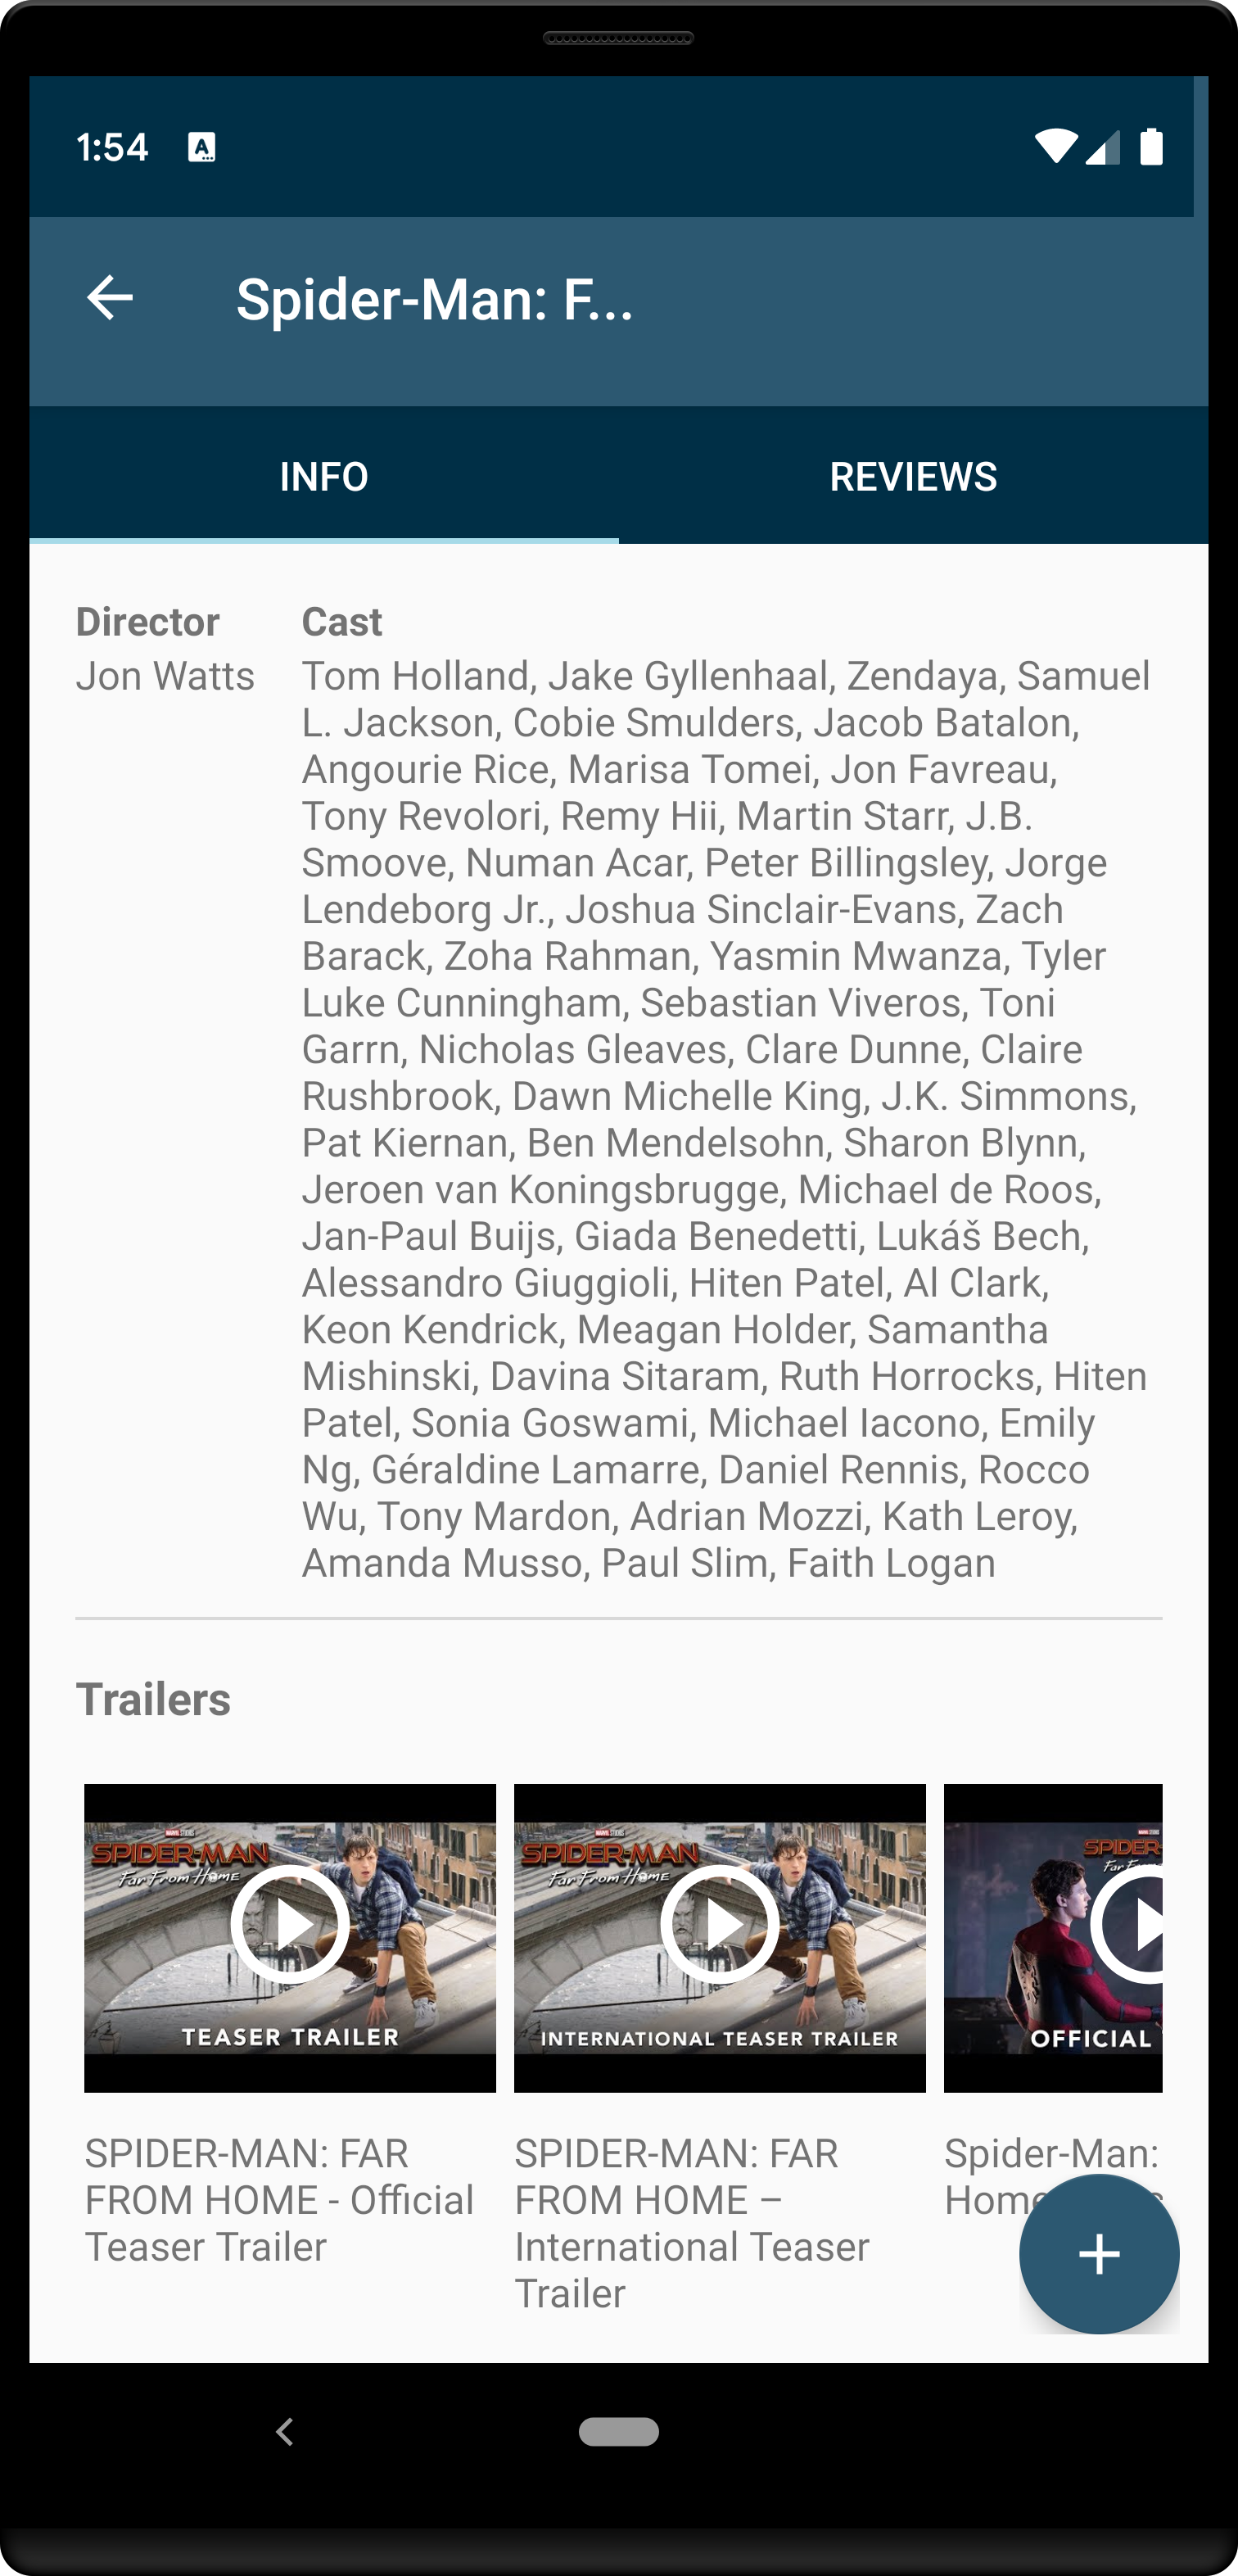 1:54
A
Spider-Man: F...
INFO
REVIEWS
Director
Jon Watts
Cast
Tom Holland, Jake Gyllenhaal, Zendaya, Samuel
L. Jackson, Cobie Smulders, Jacob Batalon,
Angourie Rice, Marisa Tomei, Jon Favreau,
Tony Revolori, Remy Hii, Martin Starr, J.B.
Smoove, Numan Acar, Peter Billingsley, Jorge
Lendeborg Jr., Joshua Sinclair-Evans, Zach
Barack, Zoha Rahman, Yasmin Mwanza, Tyler
Luke Cunningham, Sebastian Viveros, Toni
Garrn, Nicholas Gleaves, Clare Dunne, Claire
Rushbrook, Dawn Michelle King, J.K. Simmons,
Pat Kiernan, Ben Mendelsohn, Sharon Blynn,
Jeroen van Koningsbrugge, Michael de Roos,
Jan-Paul Buijs, Giada Benedetti, Lukáš Bech,
Alessandro Giuggioli, Hiten Patel, Al Clark,
Keon Kendrick, Meagan Holder, Samantha
Mishinski, Davina Sitaram, Ruth Horrocks, Hiten
Patel, Sonia Goswami, Michael Iacono, Emily
Ng, Géraldine Lamarre, Daniel Rennis, Rocco
Wu, Tony Mardon, Adrian Mozzi, Kath Leroy,
Amanda Musso, Paul Slim, Faith Logan
Trailers
SPIDER-MAN
Far From Home
TEASER TRAILER
SPIDER-MAN
Far From Home
INTERNATIONAL TEASER TRAILER
SPIDER-
Far
OFFICIAL
SPIDER-MAN: FAR
FROM HOME - Official
Teaser Trailer
SPIDER-MAN: FAR
FROM HOME –
International Teaser
Trailer
Spider-Man:
Home